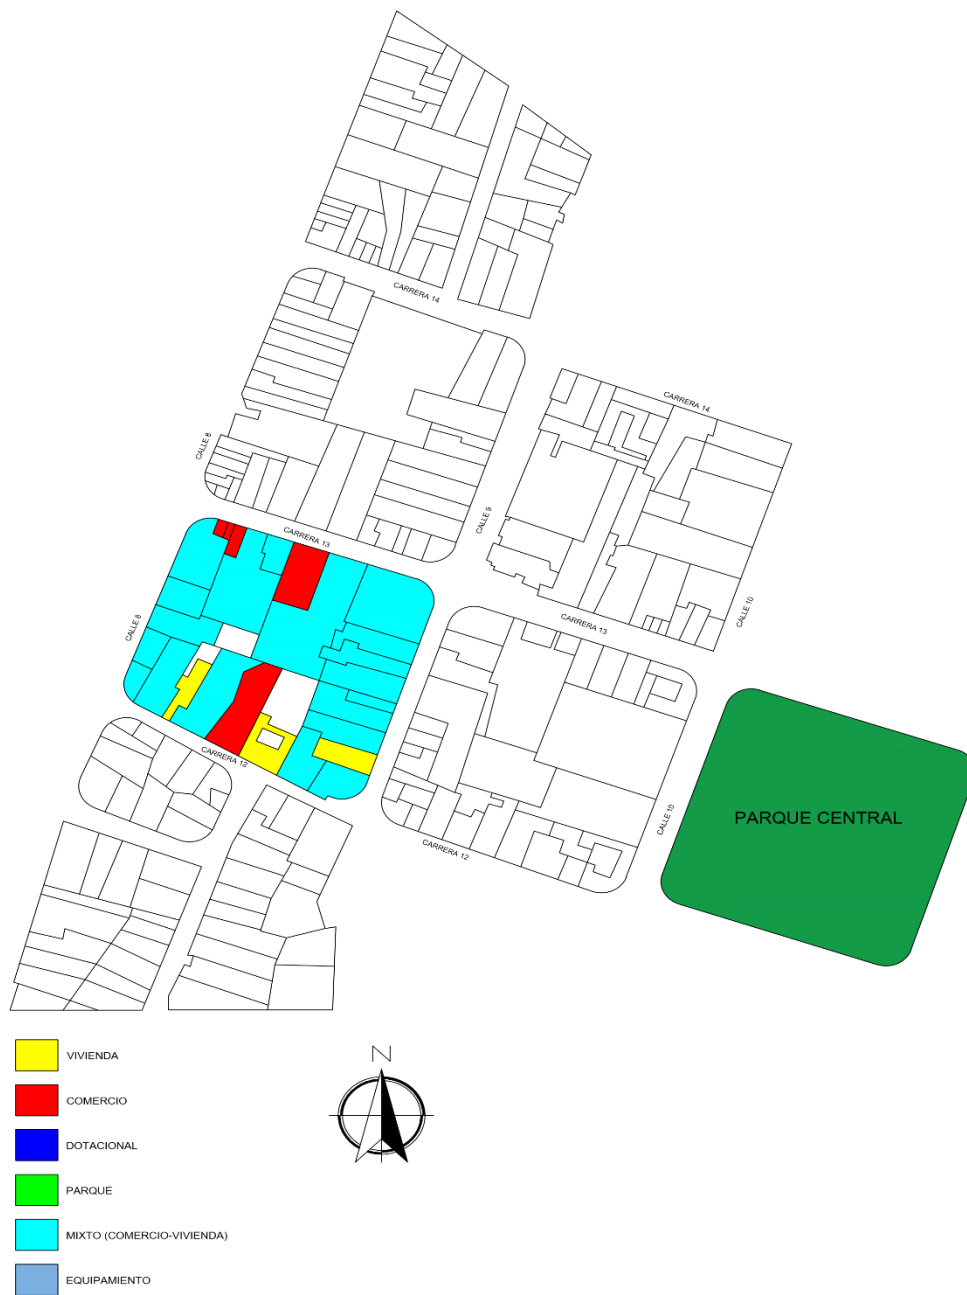 CARRERA 14
CARRERA 14
CALLE 8
CALLE 9
CARRERA 13
CALLE 10
CARRERA 13
CALLE 8
CARRERA 12
CALLE 10
PARQUE CENTRAL
CARRERA 12
N
VIVIENDA
COMERCIO
DOTACIONAL
PARQUE
MIXTO (COMERCIO-VIVIENDA)
EQUIPAMIENTO